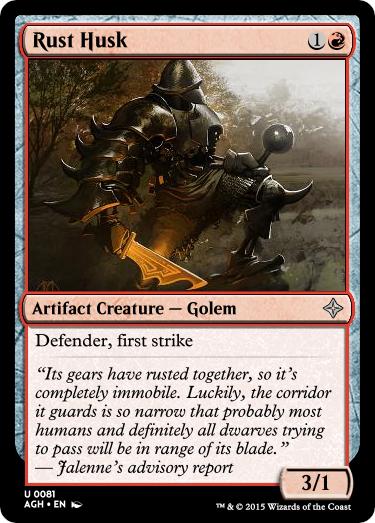 Rust Husk 1
Artifact Creature — Golem
Defender, first strike
“Its gears have rusted together, so it’s
completely immobile. Luckily, the corridor
it guards is so narrow that probably most
humans and definitely all dwarves trying
to pass will be in range of its blade.”
— Jalenne’s advisory report
3/1
U 0081
AGH • EN
™ & © 2015 Wizards of the Coast